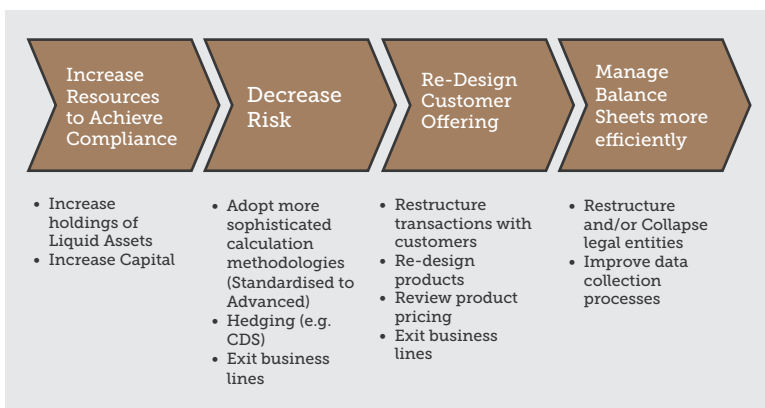 Increase
Resources
to Achieve
Compliance
Decrease
Risk
Re-Design
Customer
Offering
Manage
Balance
Sheets more
efficiently
• Increase
holdings of
Liquid Assets
• Increase Capital
• Adopt more
sophisticated
calculation
methodologies
(Standardised to
Advanced)
• Hedging (e.g.
CDS)
• Exit business
lines
• Restructure
transactions with
customers
• Re-design
products
• Review product
pricing
• Exit business
lines
• Restructure
and/or Collapse
legal entities
• Improve data
collection
processes